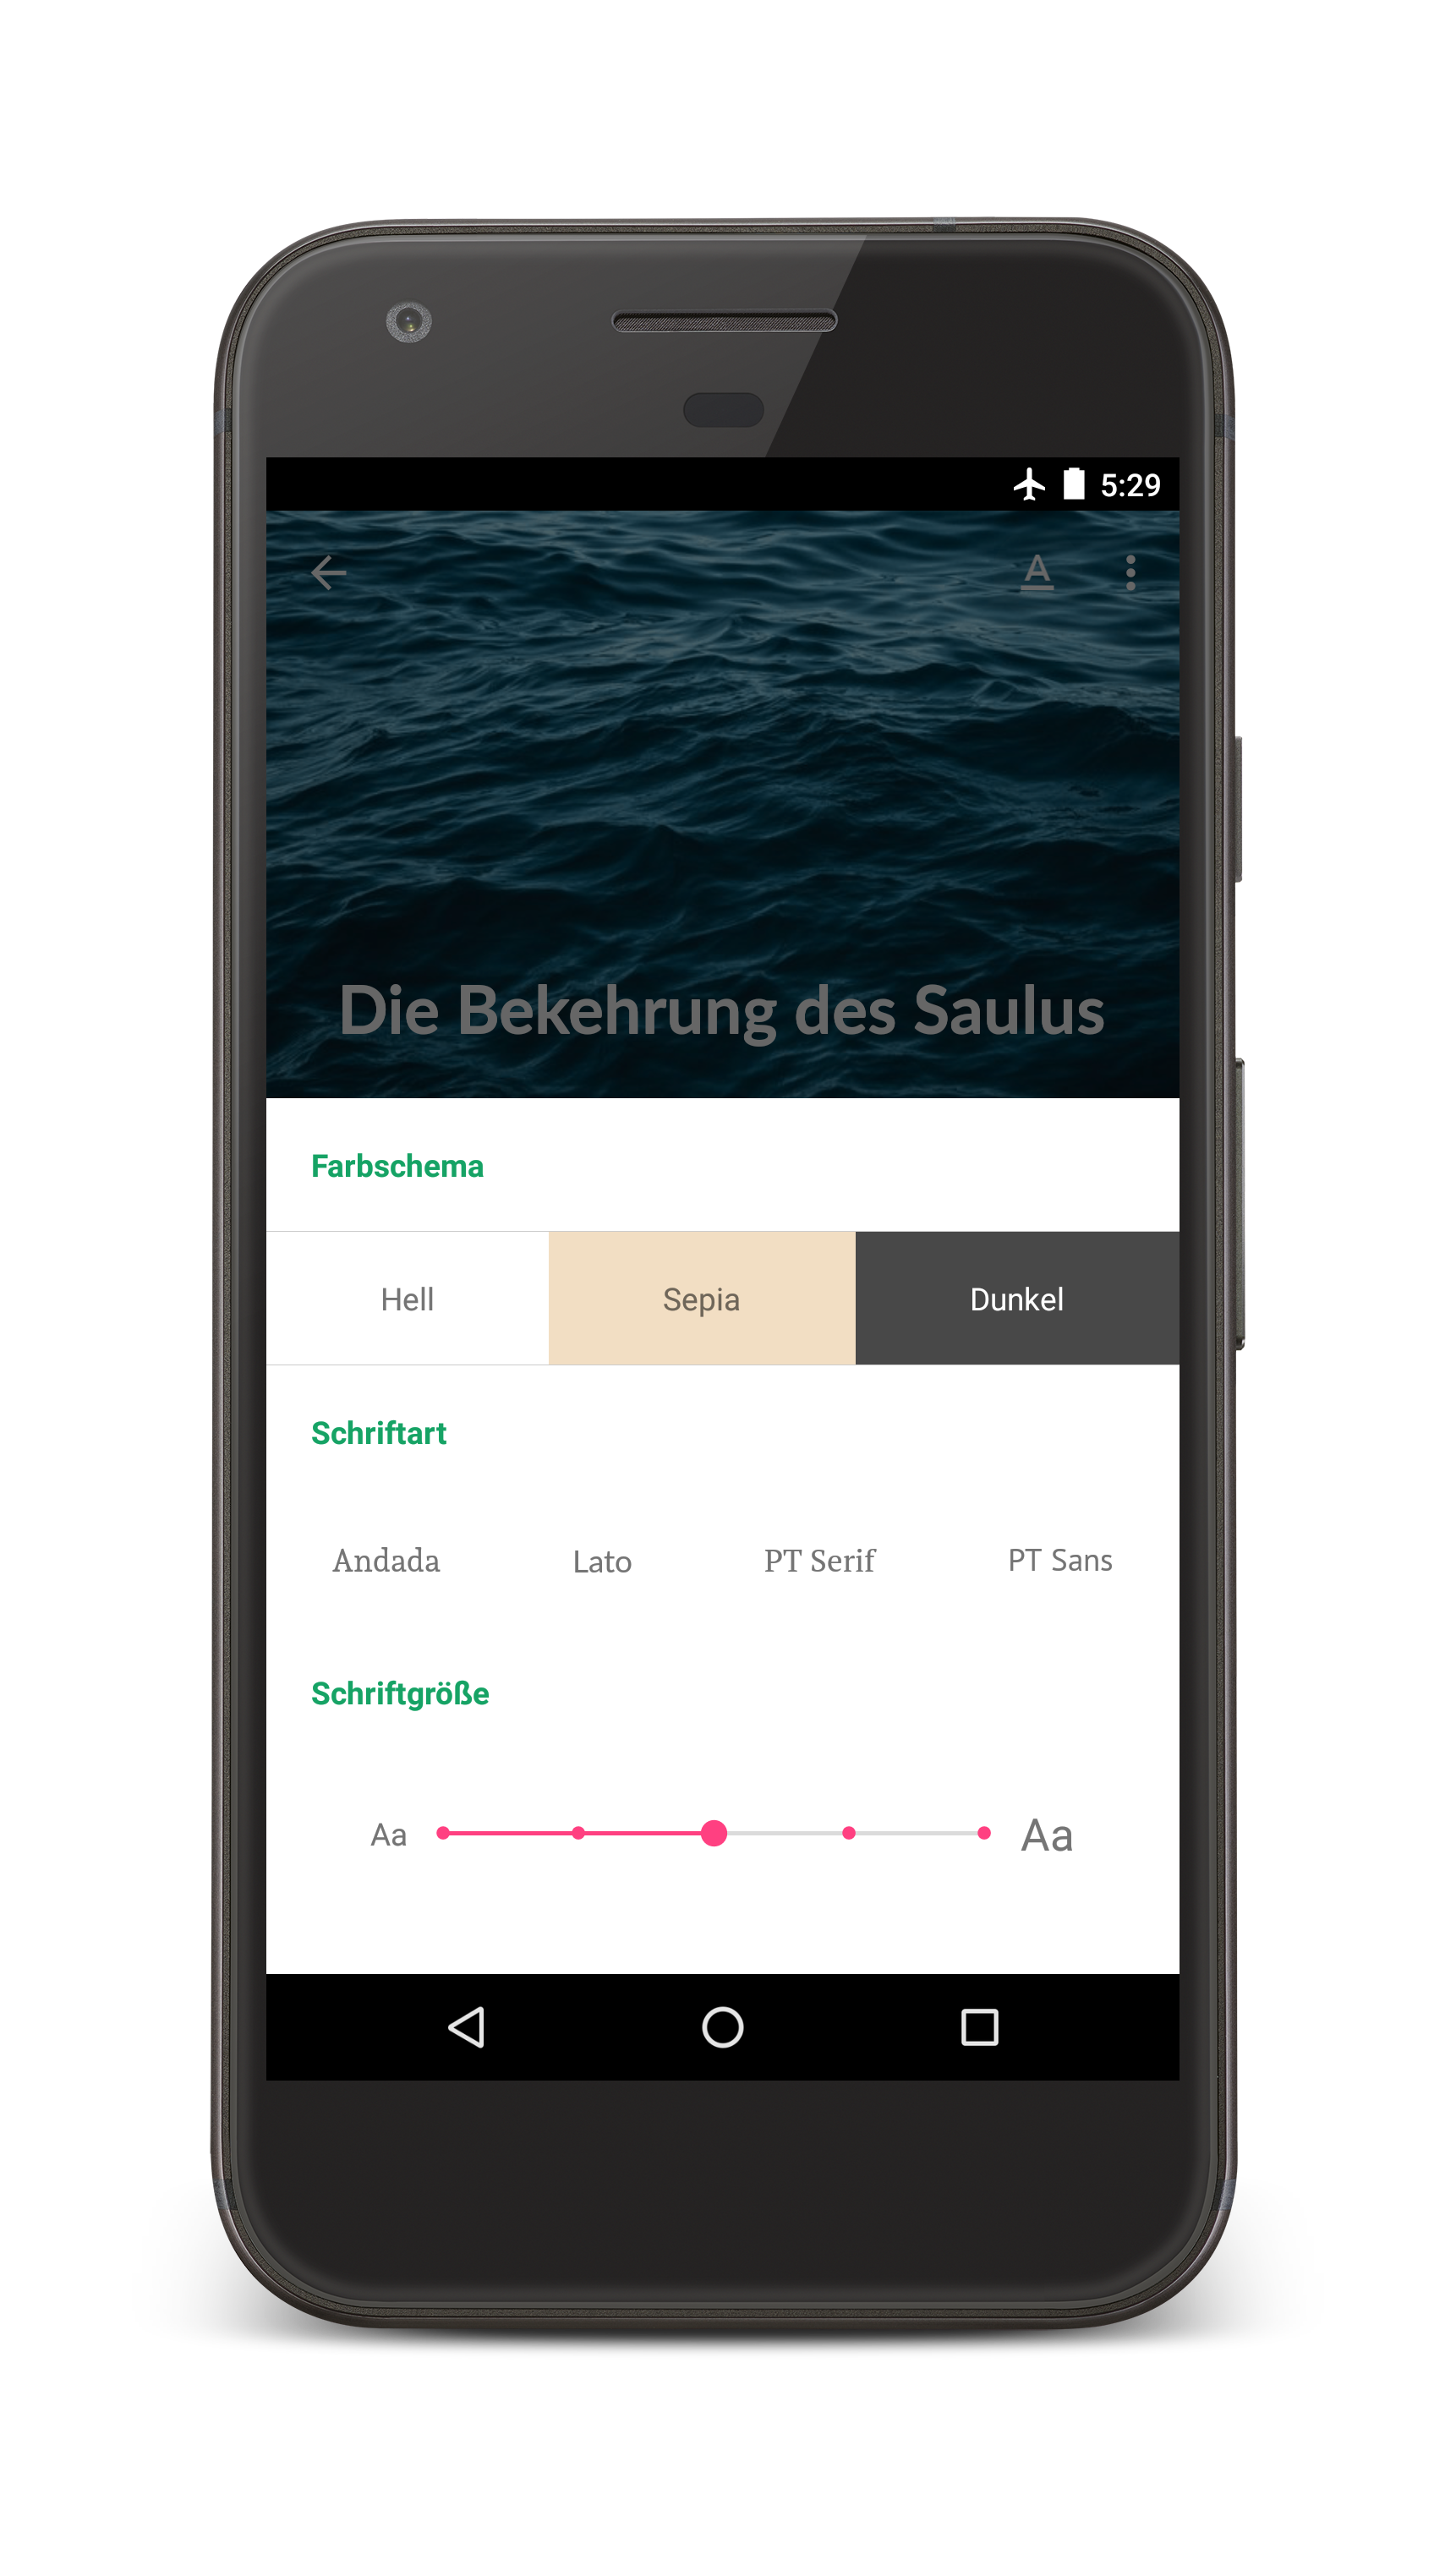 5:29
A
Die Bekehrung des Saulus
Farbschema
Hell Sepia Dunkel
Schriftart
Andada Lato PT Serif PT Sans
Schriftgröße
Aa Aa